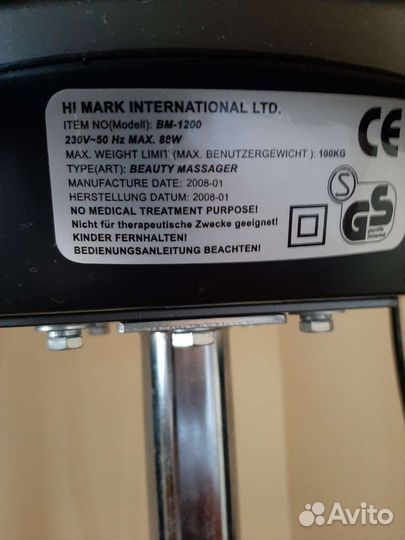 HI MARK INTERNATIONAL LTD.
ITEM NO(Modell): BM-1200
230V~50 Hz MAX. 88W
MAX. WEIGHT LIMIT (MAX. BENUTZERGEWICHT ): 100KG
TYPE(ART): BEAUTY MASSAGER
MANUFACTURE DATE: 2008-01
HERSTELLUNG DATUM: 2008-01
NO MEDICAL TREATMENT PURPOSE!
Nicht für therapeutische Zwecke geeignet!
KINDER FERNHALTEN!
BEDIENUNGSANLEITUNG BEACHTEN!
CE
S
GS
geprüfte
Sicherheit
Avito